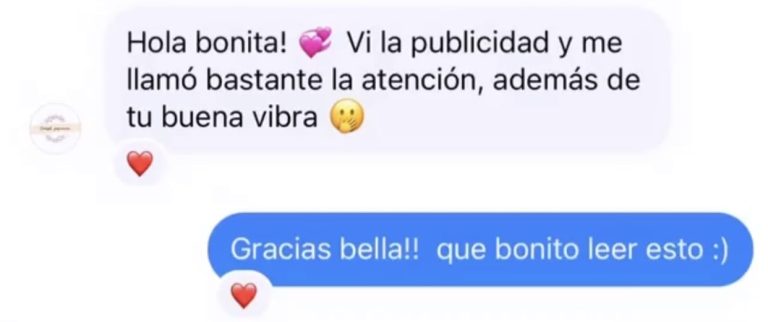 Hola bonita! 💞 Vi la publicidad y me
llamó bastante la atención, además de
tu buena vibra 🤭
Gracias bella!! que bonito leer esto :)